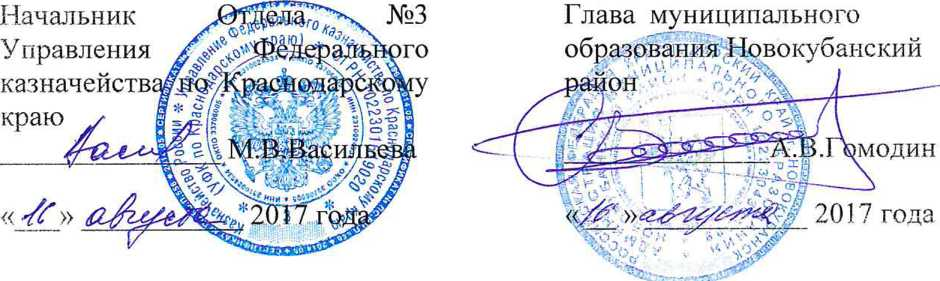 Начальник Отдела №3
Управления Федерального
казначейства по Краснодарскому
краю
М.В.Васильева
«16» августа 2017 года
Глава муниципального
образования Новокубанский
район
А.В.Гомодин
«16» августа 2017 года